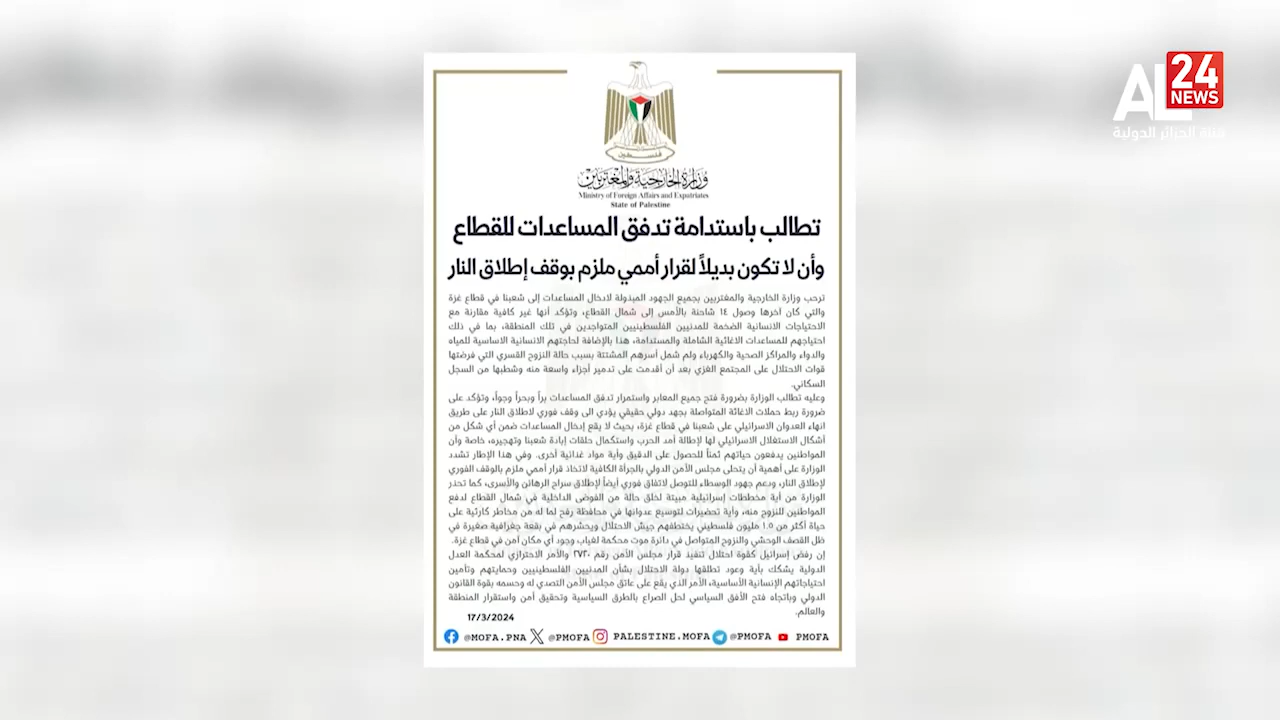 AL
24
NEWS
قناة الجزائر الدولية
فلسطين
وزارة الخارجية والمغتربين
Ministry of Foreign Affairs and Expatriates
State of Palestine
تطالب باستدامة تدفق المساعدات للقطاع
وأن لا تكون بديلاً لقرار أممي ملزم بوقف إطلاق النار
ترحب وزارة الخارجية والمغتربين بجميع الجهود المبذولة لادخال المساعدات إلى شعبنا في قطاع غزة
والتي كان آخرها وصول ١٤ شاحنة بالأمس إلى شمال القطاع، وتؤكد أنها غير كافية مقارنة مع
الاحتياجات الانسانية الضخمة للمدنيين الفلسطينيين المتواجدين في تلك المنطقة، بما في ذلك
احتياجهم للمساعدات الاغاثية الشاملة والمستدامة، هذا بالإضافة لحاجتهم الانسانية الاساسية للمياه
والدواء والمراكز الصحية والكهرباء ولم شمل أسرهم المشتتة بسبب حالة النزوح القسري التي فرضتها
قوات الاحتلال على المجتمع الغزي بعد أن أقدمت على تدمير أجزاء واسعة منه وشطبها من السجل
السكاني.
وعليه تطالب الوزارة بضرورة فتح جميع المعابر واستمرار تدفق المساعدات براً وبحراً وجواً، وتؤكد على
ضرورة ربط حملات الاغاثة المتواصلة بجهد دولي حقيقي يؤدي الى وقف فوري لاطلاق النار على طريق
انهاء العدوان الاسرائيلي على شعبنا في قطاع غزة، بحيث لا يقع إدخال المساعدات ضمن أي شكل من
أشكال الاستغلال الاسرائيلي لها لإطالة أمد الحرب واستكمال حلقات إبادة شعبنا وتهجيره، خاصة وأن
المواطنين يدفعون حياتهم ثمناً للحصول على الدقيق وأية مواد غذائية أخرى. وفي هذا الإطار تشدد
الوزارة على أهمية أن يتحلى مجلس الأمن الدولي بالجرأة الكافية لاتخاذ قرار أممي ملزم بالوقف الفوري
لإطلاق النار، ودعم جهود الوسطاء للتوصل لاتفاق فوري أيضاً لإطلاق سراح الرهائن والأسرى، كما تحذر
الوزارة من أية مخططات إسرائيلية مبيتة لخلق حالة من الفوضى الداخلية في شمال القطاع لدفع
المواطنين للنزوح منه، وأية تحضيرات لتوسيع عدوانها في محافظة رفح لما له من مخاطر كارثية على
حياة أكثر من ١.٥ مليون فلسطيني يختطفهم جيش الاحتلال ويحشرهم في بقعة جغرافية صغيرة في
ظل القصف الوحشي والنزوح المتواصل في دائرة موت محكمة لغياب وجود أي مكان آمن في قطاع غزة.
إن رفض إسرائيل كقوة احتلال تنفيذ قرار مجلس الأمن رقم ٢٧٢٠ والأمر الاحترازي لمحكمة العدل
الدولية يشكك بأية وعود تطلقها دولة الاحتلال بشأن المدنيين الفلسطينيين وحمايتهم وتأمين
احتياجاتهم الإنسانية الأساسية، الأمر الذي يقع على عاتق مجلس الأمن التصدي له وحسمه بقوة القانون
الدولي وباتجاه فتح الأفق السياسي لحل الصراع بالطرق السياسية وتحقيق أمن واستقرار المنطقة
والعالم.
17/3/2024
@MOFA.PNA @PMOFA PALESTINE.MOFA @PMOFA PMOFA